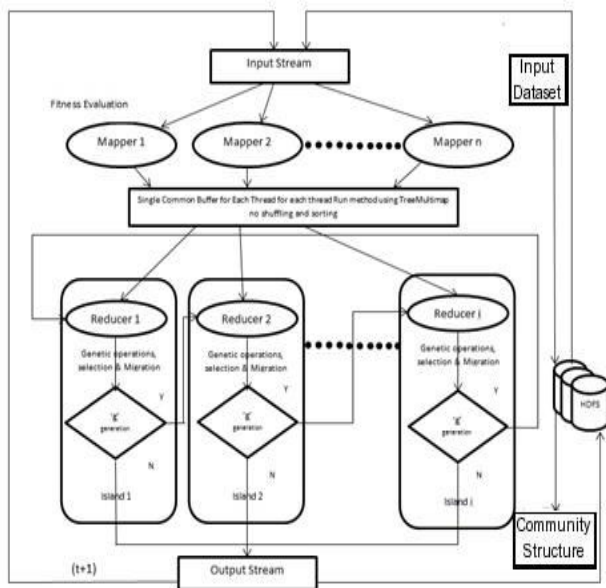 Input Stream
Input
Dataset
Fitness Evaluation
Mapper 1
Mapper 2
Mapper n
Single Common Buffer for Each Thread for each thread Run method using TreeMultimap
no shuffling and sorting
Reducer 1
Reducer 2
Reducer i
Genetic operations,
selection & Migration
Genetic operations,
selection & Migration
Genetic operations,
selection & Migration
Y
Y
Y
'g'
generation
'g'
generation
'g'
generation
HDFS
N
N
N
Island 1
Island 2
Island i
Community
Structure
(t+1)
Output Stream